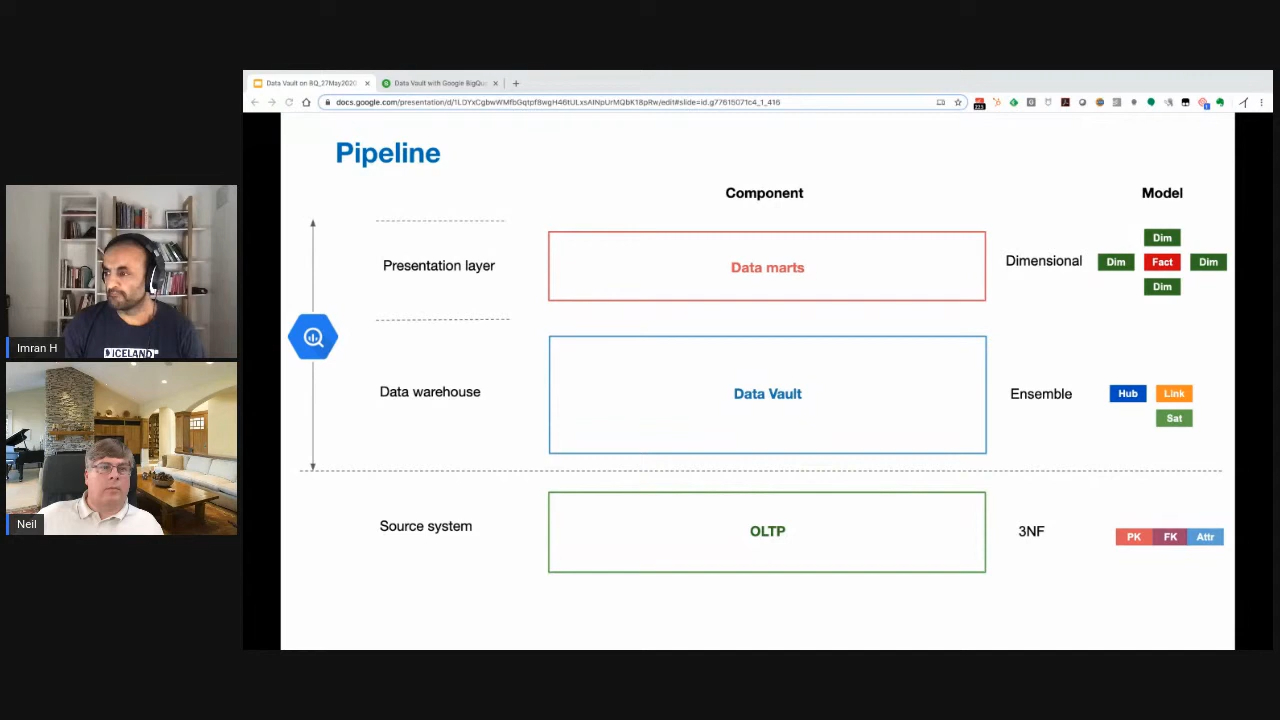 Data Vault on BQ_27May2020
Data Vault with Google BigQu
Pipeline
Component
Model
Presentation layer
Data marts
Dimensional
Dim
Dim
Fact
Dim
Dim
Data warehouse
Data Vault
Ensemble
Hub
Link
Sat
Source system
OLTP
3NF
PK
FK
Attr
Imran H
ICELAND
Neil